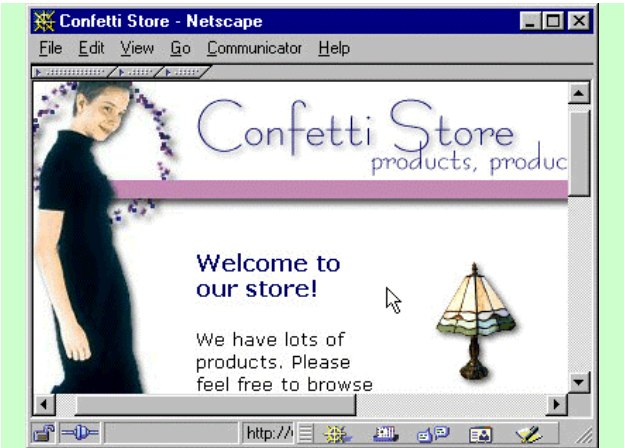 Confetti Store - Netscape
File Edit View Go Communicator Help
Confetti Store
products, produc
Welcome to
our store!
We have lots of
products. Please
feel free to browse
http://